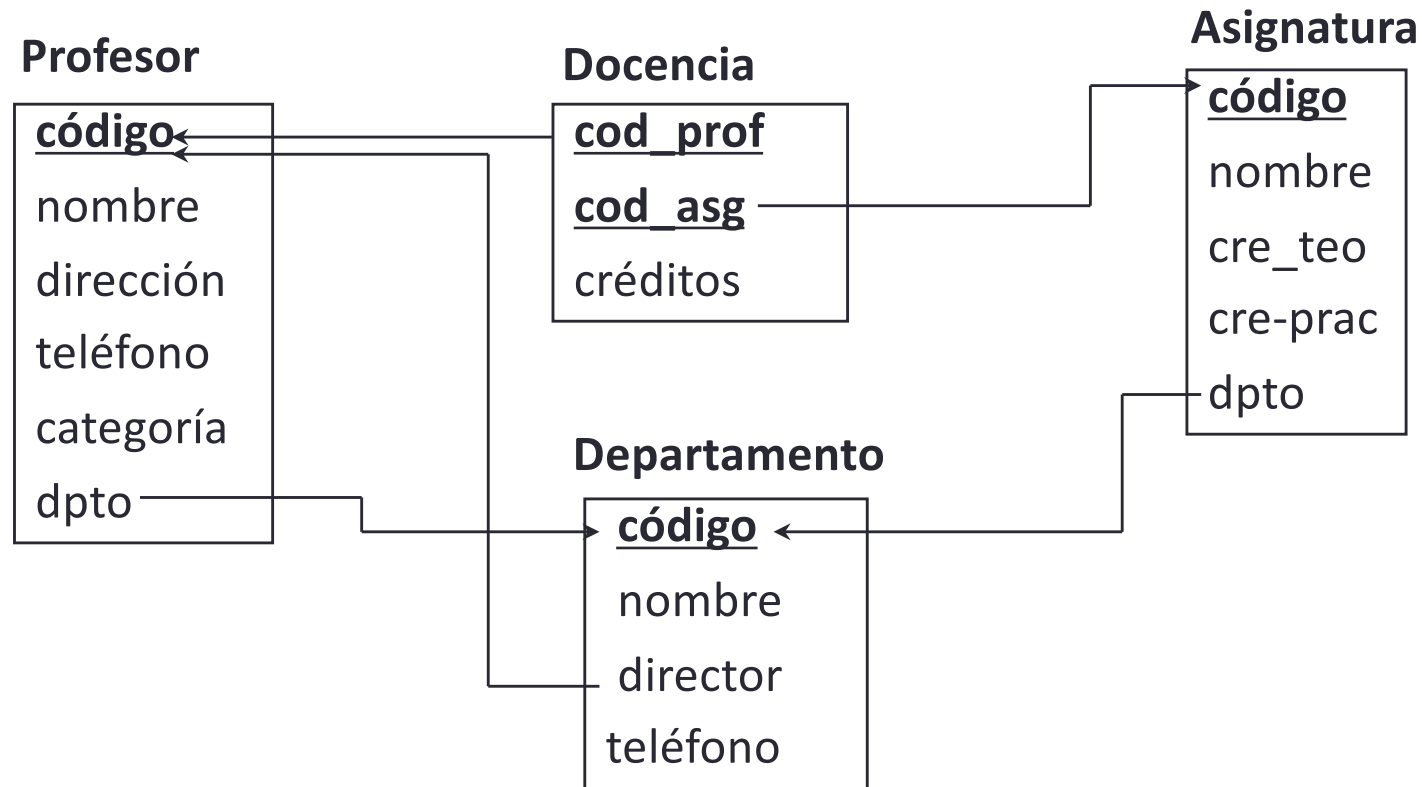 Profesor
código
nombre
dirección
teléfono
categoría
dpto
Docencia
cod_prof
cod_asg
créditos
Asignatura
código
nombre
cre_teo
cre-prac
dpto
Departamento
código
nombre
director
teléfono